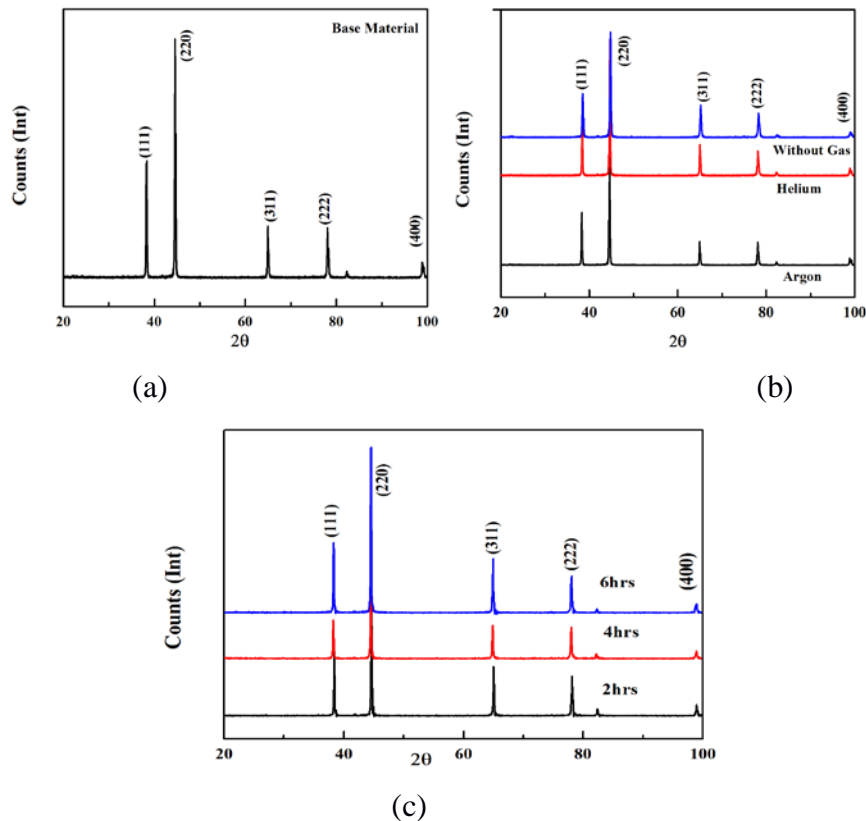 Base Material
(111)
(220)
(311)
(222)
(400)
Counts (Int)
20 40 60 80 100
2θ
(a)
(111)
(220)
(311)
(222)
(400)
Without Gas
Helium
Argon
Counts (Int)
20 40 60 80 100
2θ
(b)
(111)
(220)
(311)
(222)
(400)
6hrs
4hrs
2hrs
Counts (Int)
20 40 60 80 100
2θ
(c)